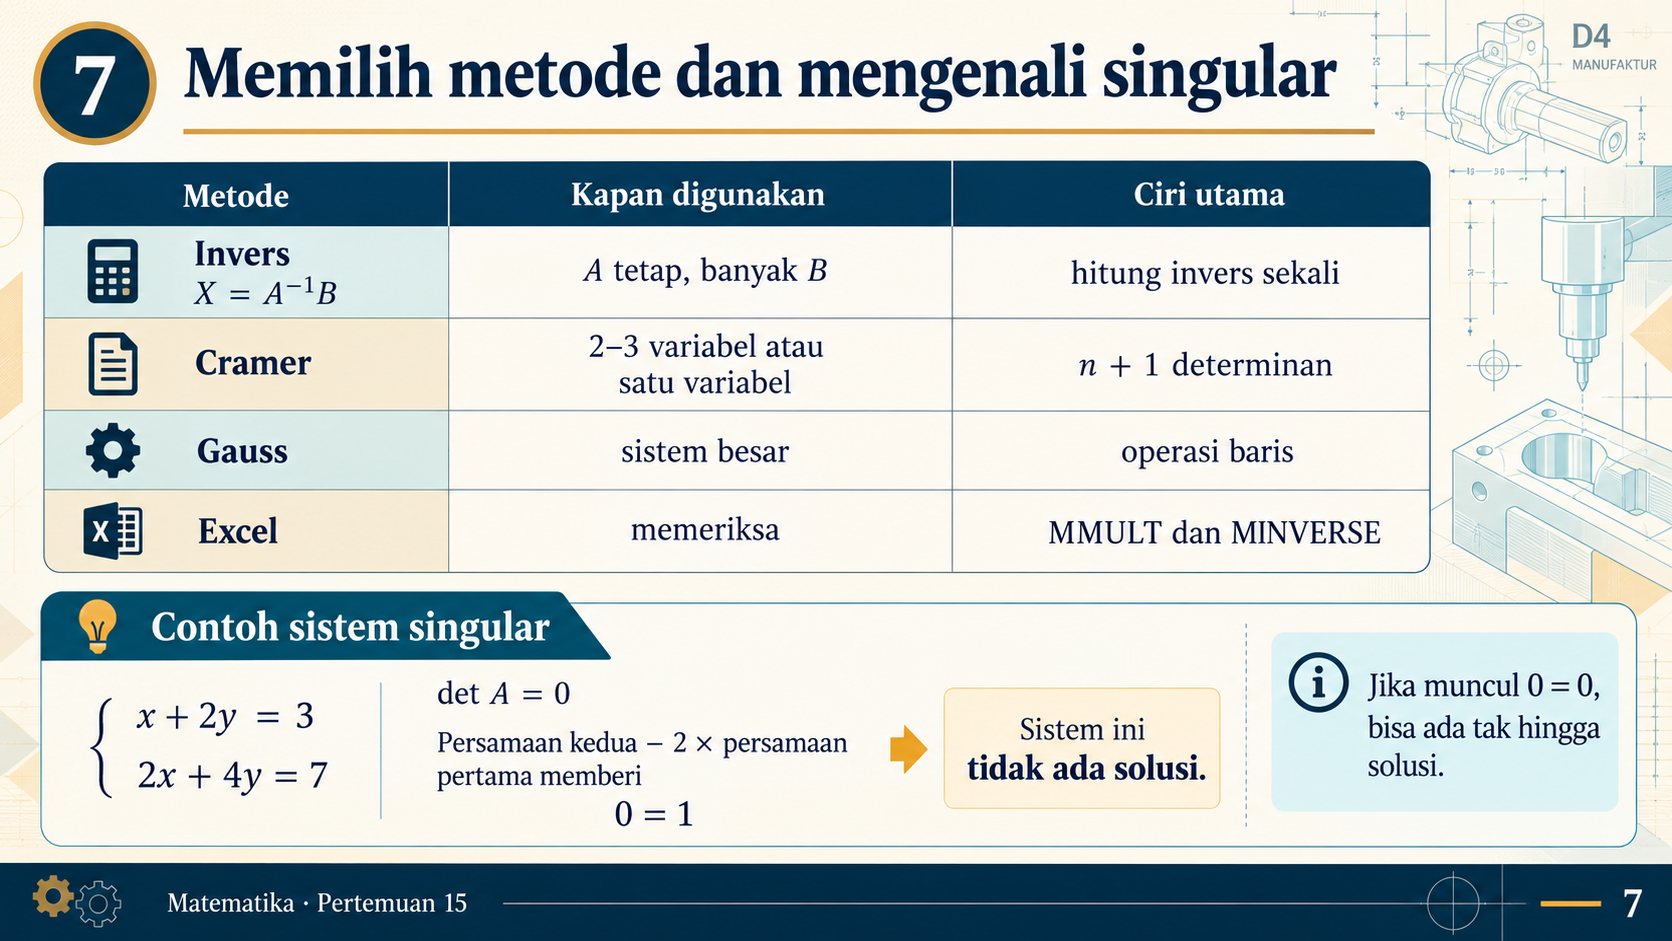 7
Memilih metode dan mengenali singular
D4
MANUFAKTUR
Metode
Kapan digunakan
Ciri utama
Invers
X = A⁻¹B
A tetap, banyak B
hitung invers sekali
Cramer
2–3 variabel atau
satu variabel
n + 1 determinan
Gauss
sistem besar
operasi baris
X
Excel
memeriksa
MMULT dan MINVERSE
Contoh sistem singular
x + 2y = 3
2x + 4y = 7
det A = 0
Persamaan kedua − 2 × persamaan
pertama memberi
0 = 1
Sistem ini
tidak ada solusi.
i
Jika muncul 0 = 0,
bisa ada tak hingga
solusi.
Matematika · Pertemuan 15
7